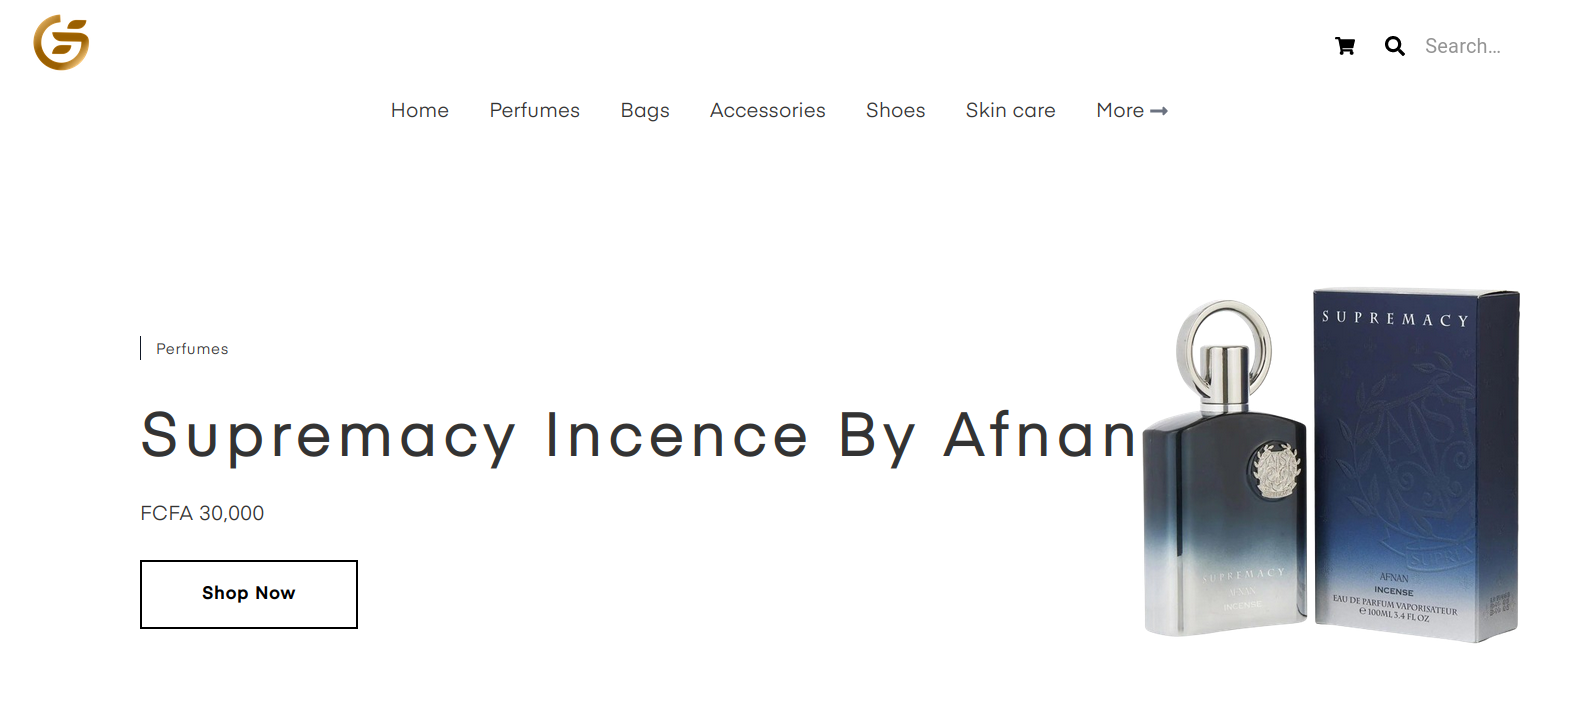 Search...
Home Perfumes Bags Accessories Shoes Skin care More
Perfumes
Supremacy Incence By Afnan
FCFA 30,000
Shop Now
SUPREMACY
AFNAN
INCENSE
SUPREMACY
AFNAN
INCENSE
EAU DE PARFUM VAPORISATEUR
℮ 100ML 3.4 FL OZ